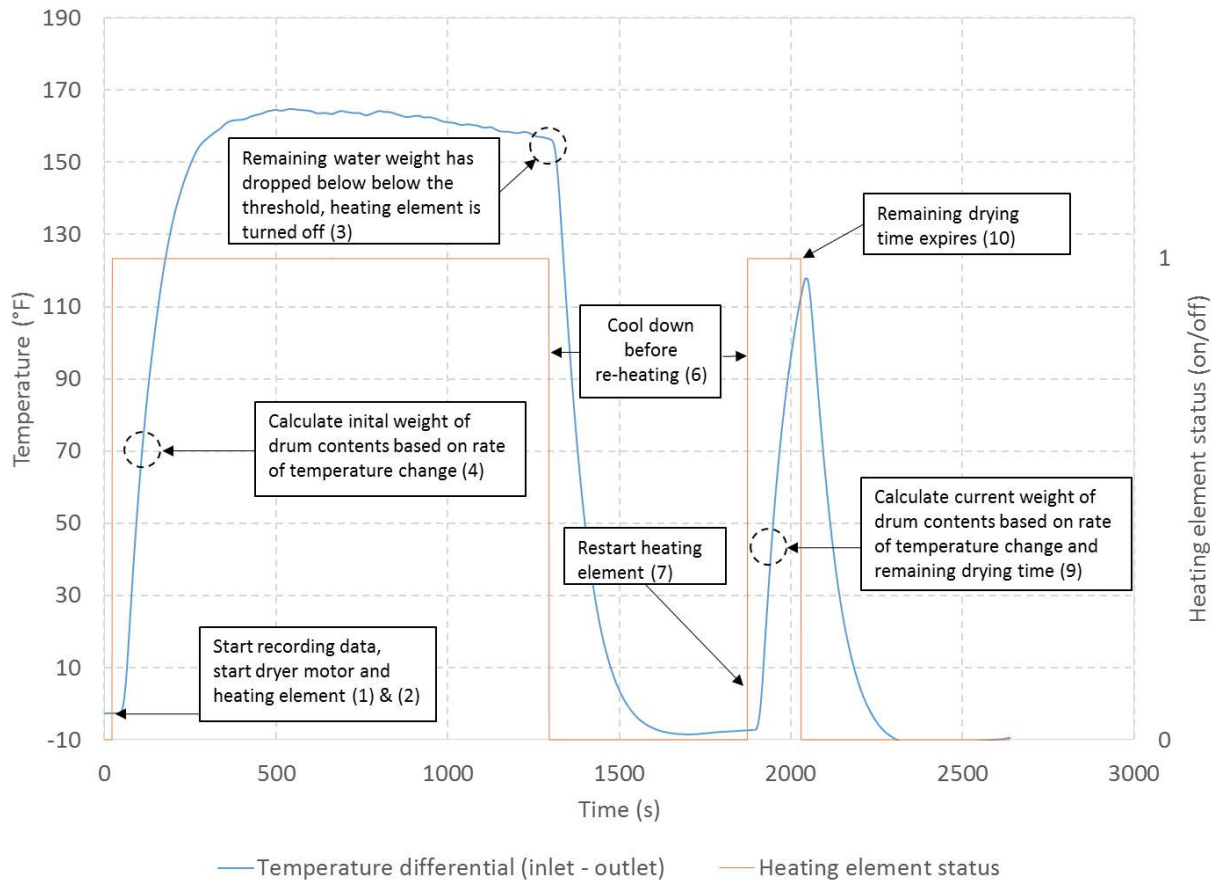 190
170
150
130
110
90
70
50
30
10
-10
Temperature (°F)
0
500
1000
1500
2000
2500
3000
Time (s)
1
0
Heating element status (on/off)
Remaining water weight has
dropped below below the
threshold, heating element is
turned off (3)
Remaining drying
time expires (10)
Cool down
before
re-heating (6)
Calculate inital weight of
drum contents based on rate
of temperature change (4)
Calculate current weight of
drum contents based on rate
of temperature change and
remaining drying time (9)
Restart heating
element (7)
Start recording data,
start dryer motor and
heating element (1) & (2)
Temperature differential (inlet - outlet)
Heating element status